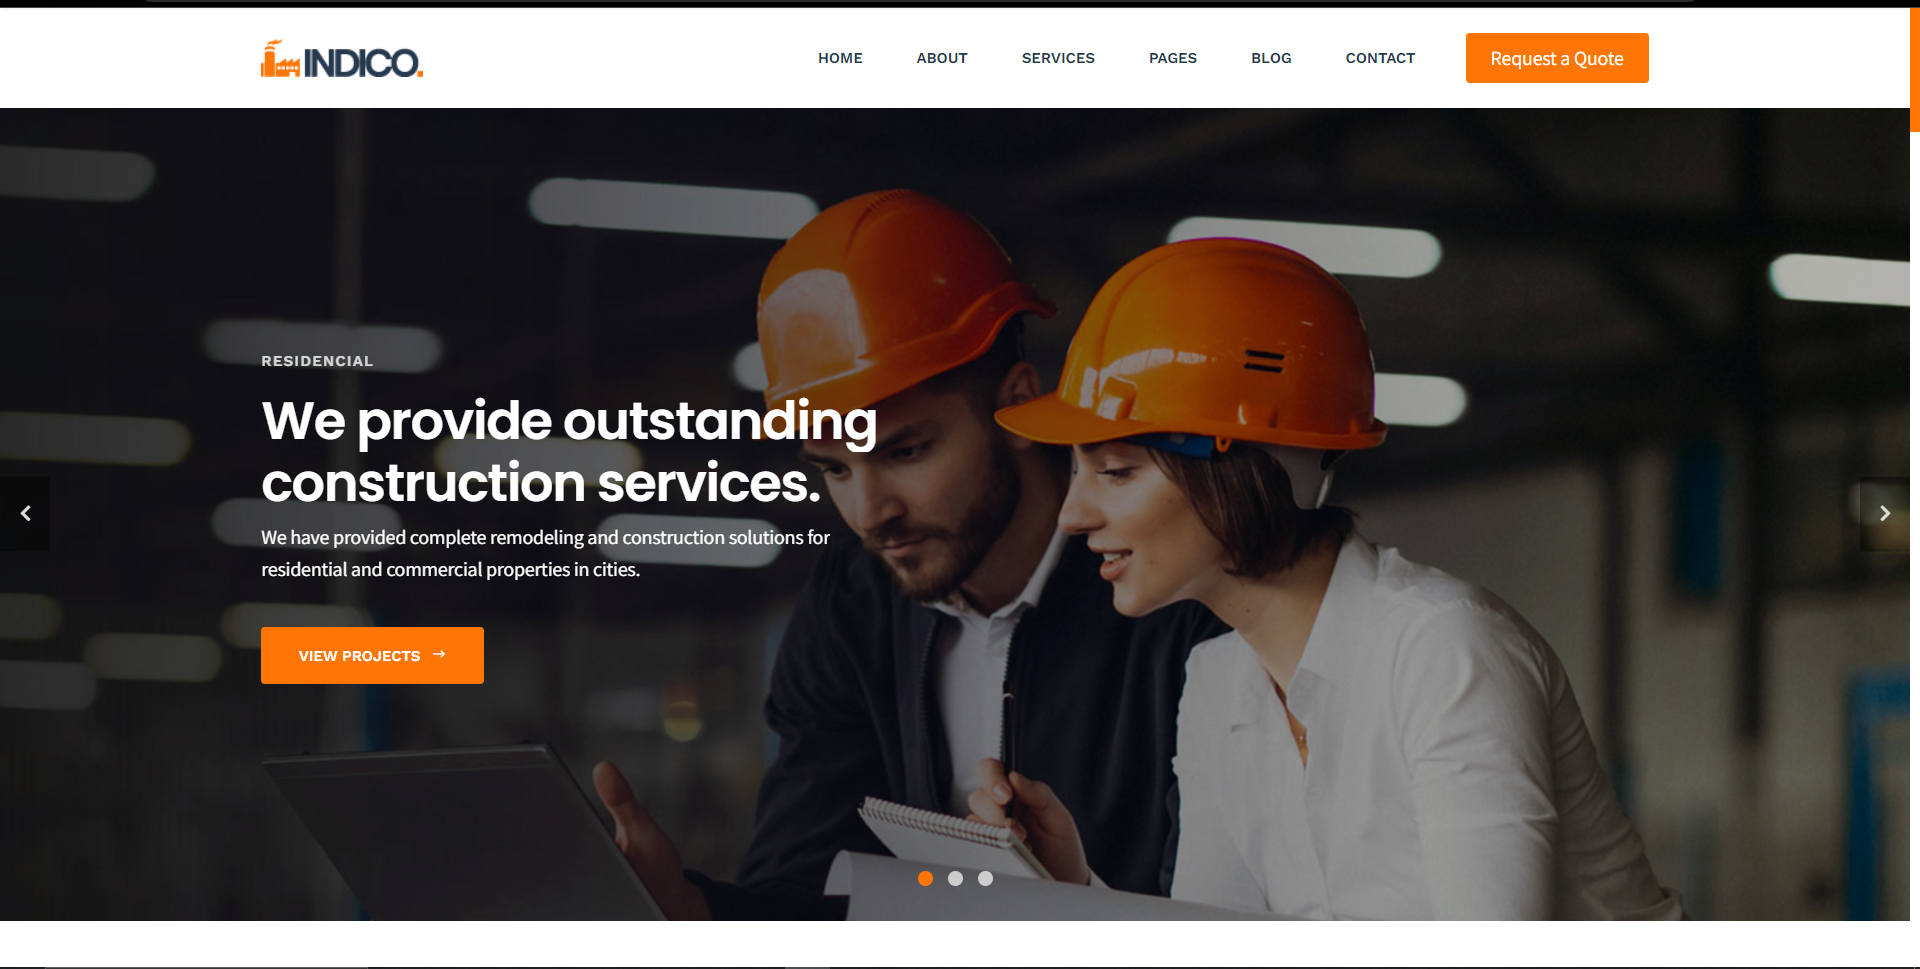 INDICO.
HOME ABOUT SERVICES PAGES BLOG CONTACT Request a Quote
RESIDENCIAL
We provide outstanding
construction services.
We have provided complete remodeling and construction solutions for
residential and commercial properties in cities.
VIEW PROJECTS →